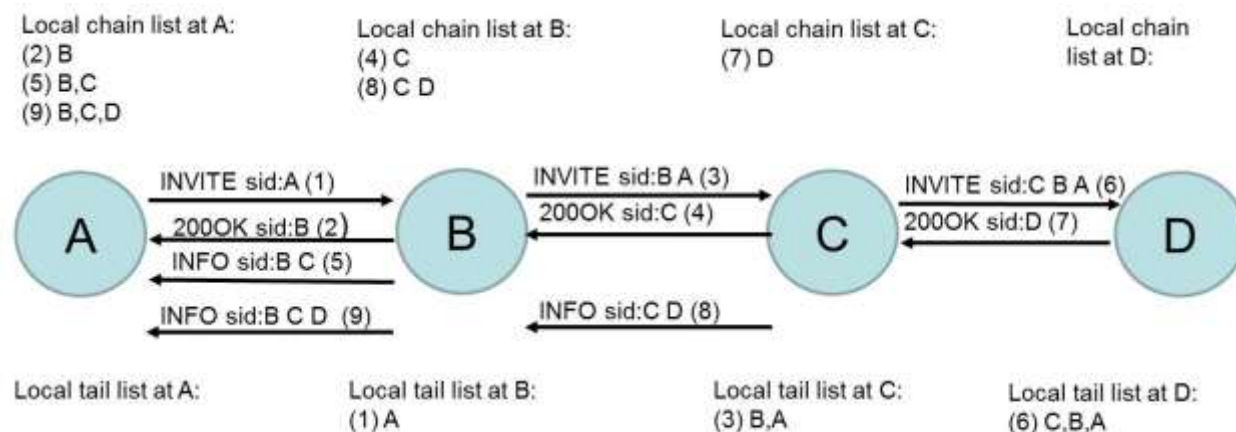 Local chain list at A:
(2) B
(5) B,C
(9) B,C,D
Local chain list at B:
(4) C
(8) C D
Local chain list at C:
(7) D
Local chain
list at D:
INVITE sid:A (1)
200OK sid:B (2)
INFO sid:B C (5)
INFO sid:B C D (9)
INVITE sid:B A (3)
200OK sid:C (4)
INFO sid:C D (8)
INVITE sid:C B A (6)
200OK sid:D (7)
A
B
C
D
Local tail list at A:
Local tail list at B:
(1) A
Local tail list at C:
(3) B,A
Local tail list at D:
(6) C,B,A